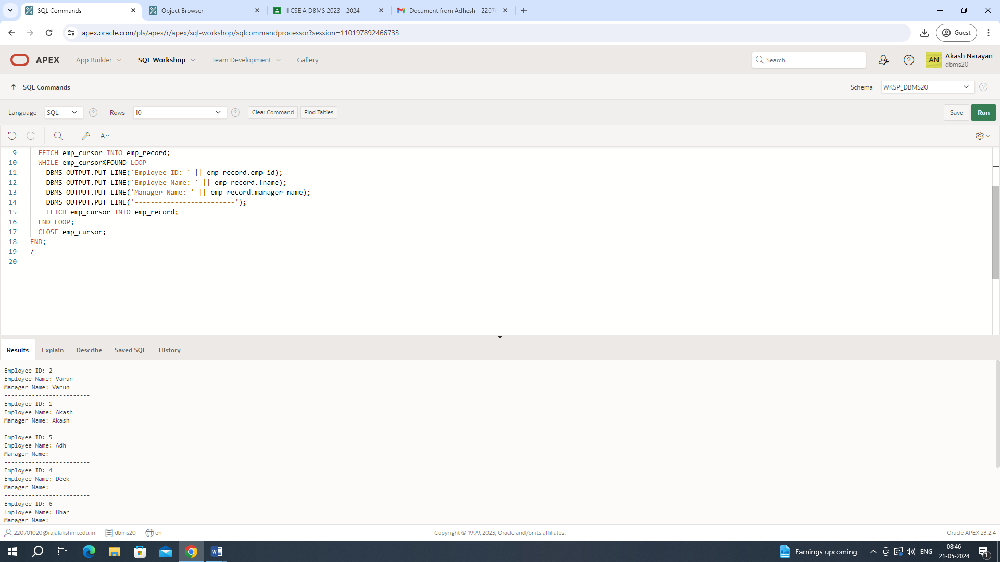 SQL Commands
Object Browser
II CSE A DBMS 2023 - 2024
Document from Adhesh - 2207
apex.oracle.com/pls/apex/r/apex/sql-workshop/sqlcommandprocessor?session=110197892466733
Guest
APEX
App Builder
SQL Workshop
Team Development
Gallery
Search
AN
Akash Narayan
dbms20
SQL Commands
Schema
WKSP_DBMS20
Language
SQL
Rows
10
Clear Command
Find Tables
Save
Run
9 FETCH emp_cursor INTO emp_record;
10 WHILE emp_cursor%FOUND LOOP
11 DBMS_OUTPUT.PUT_LINE('Employee ID: ' || emp_record.emp_id);
12 DBMS_OUTPUT.PUT_LINE('Employee Name: ' || emp_record.fname);
13 DBMS_OUTPUT.PUT_LINE('Manager Name: ' || emp_record.manager_name);
14 DBMS_OUTPUT.PUT_LINE('-------------------------');
15 FETCH emp_cursor INTO emp_record;
16 END LOOP;
17 CLOSE emp_cursor;
18 END;
19 /
20
Results
Explain
Describe
Saved SQL
History
Employee ID: 2
Employee Name: Varun
Manager Name: Varun
-------------------------
Employee ID: 1
Employee Name: Akash
Manager Name: Akash
-------------------------
Employee ID: 5
Employee Name: Adh
Manager Name:
-------------------------
Employee ID: 4
Employee Name: Deek
Manager Name:
-------------------------
Employee ID: 6
Employee Name: Bhar
Manager Name:
220701020@rajalakshmi.edu.in
dbms20
en
Copyright © 1999, 2023, Oracle and/or its affiliates.
Oracle APEX 23.2.4
Earnings upcoming
ENG
08:46
21-05-2024
1